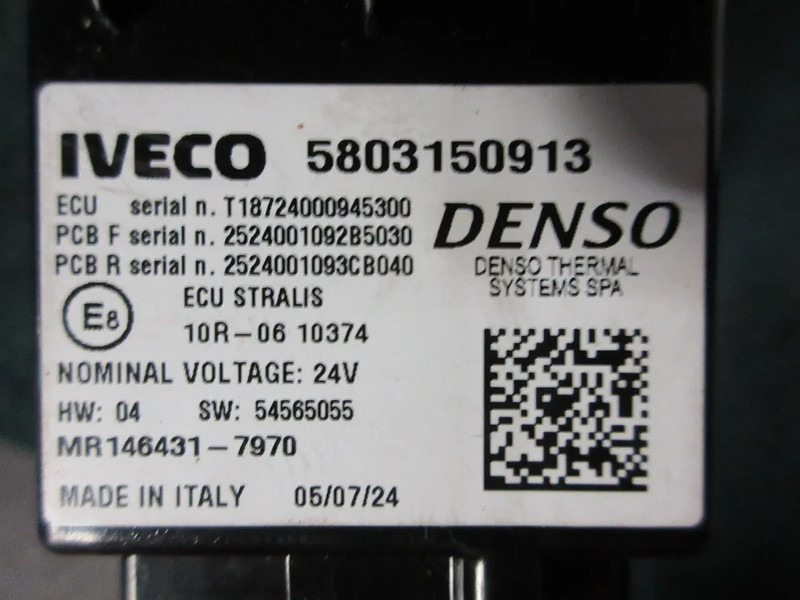 IVECO 5803150913
ECU serial n. T18724000945300
PCB F serial n. 2524001092B5030
PCB R serial n. 2524001093CB040
DENSO
DENSO THERMAL
SYSTEMS SPA
E8
ECU STRALIS
10R-06 10374
NOMINAL VOLTAGE: 24V
HW: 04 SW: 54565055
MR146431-7970
MADE IN ITALY 05/07/24